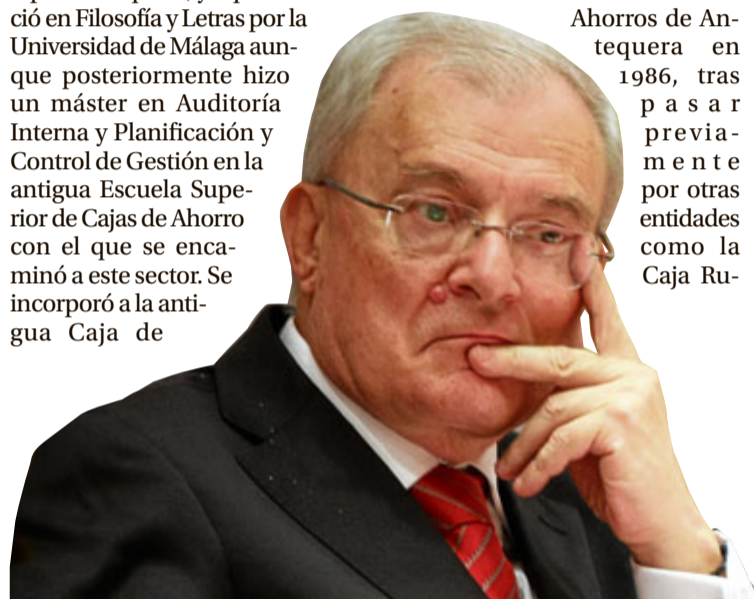 ció en Filosofía y Letras por la
Universidad de Málaga aun-
que posteriormente hizo
un máster en Auditoría
Interna y Planificación y
Control de Gestión en la
antigua Escuela Supe-
rior de Cajas de Ahorro
con el que se enca-
minó a este sector. Se
incorporó a la anti-
gua Caja de
Ahorros de An-
tequera en
1986, tras
pasar
previa-
mente
por otras
entidades
como la
Caja Ru-